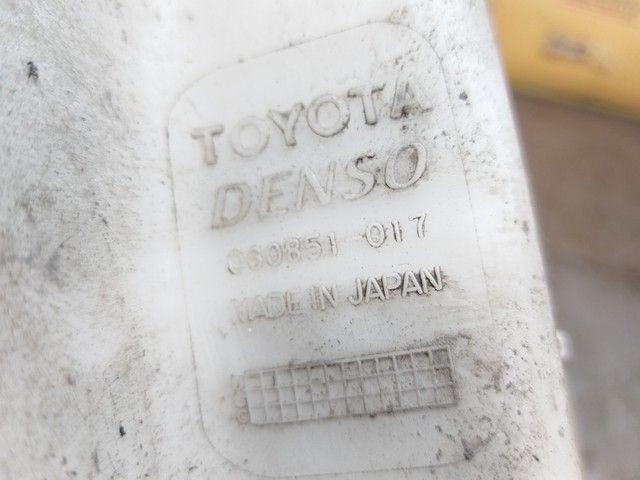 TOYOTA
DENSO
060851-017
MADE IN JAPAN